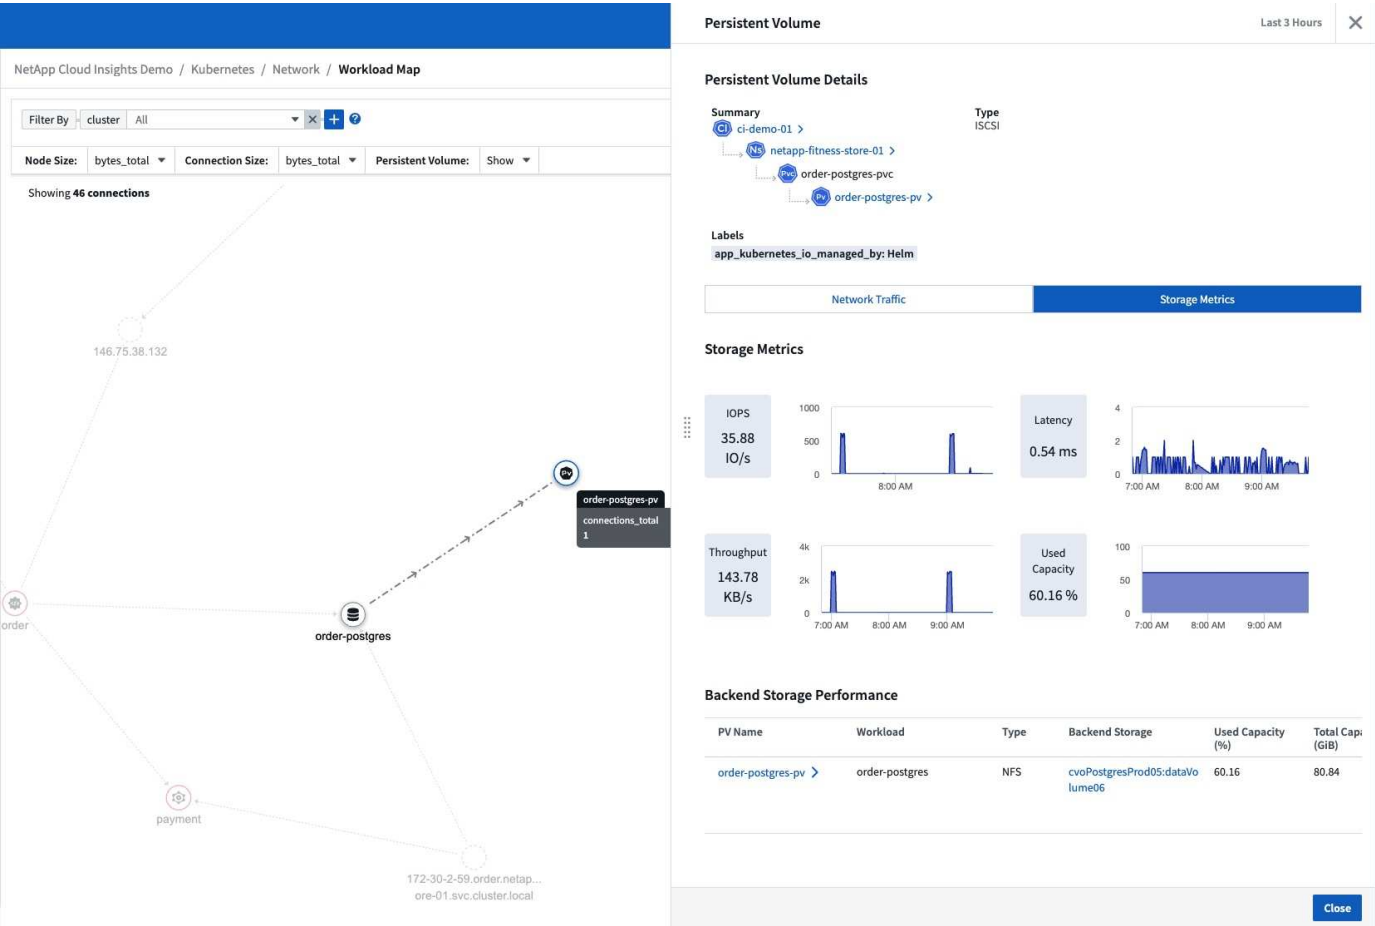 NetApp Cloud Insights Demo / Kubernetes / Network / Workload Map
Filter By cluster All
Node Size: bytes_total Connection Size: bytes_total Persistent Volume: Show
Showing 46 connections
146.75.38.132
order-postgres-pv
connections_total
1
order
order-postgres
payment
172-30-2-59.order.netap...
ore-01.svc.cluster.local
Persistent Volume Last 3 Hours
Persistent Volume Details
Summary
CI ci-demo-01
Ns netapp-fitness-store-01
Pvc order-postgres-pvc
Pv order-postgres-pv
Type
ISCSI
Labels
app_kubernetes_io_managed_by: Helm
Network Traffic Storage Metrics
Storage Metrics
IOPS
35.88
IO/s
1000
500
0
8:00 AM
Latency
0.54 ms
4
2
0
7:00 AM 8:00 AM 9:00 AM
Throughput
143.78
KB/s
4k
2k
0
7:00 AM 8:00 AM 9:00 AM
Used
Capacity
60.16 %
100
50
0
7:00 AM 8:00 AM 9:00 AM
Backend Storage Performance
PV Name Workload Type Backend Storage Used Capacity (%) Total Capa (GiB)
order-postgres-pv order-postgres NFS cvoPostgresProd05:dataVo 60.16 80.84
lume06
Close